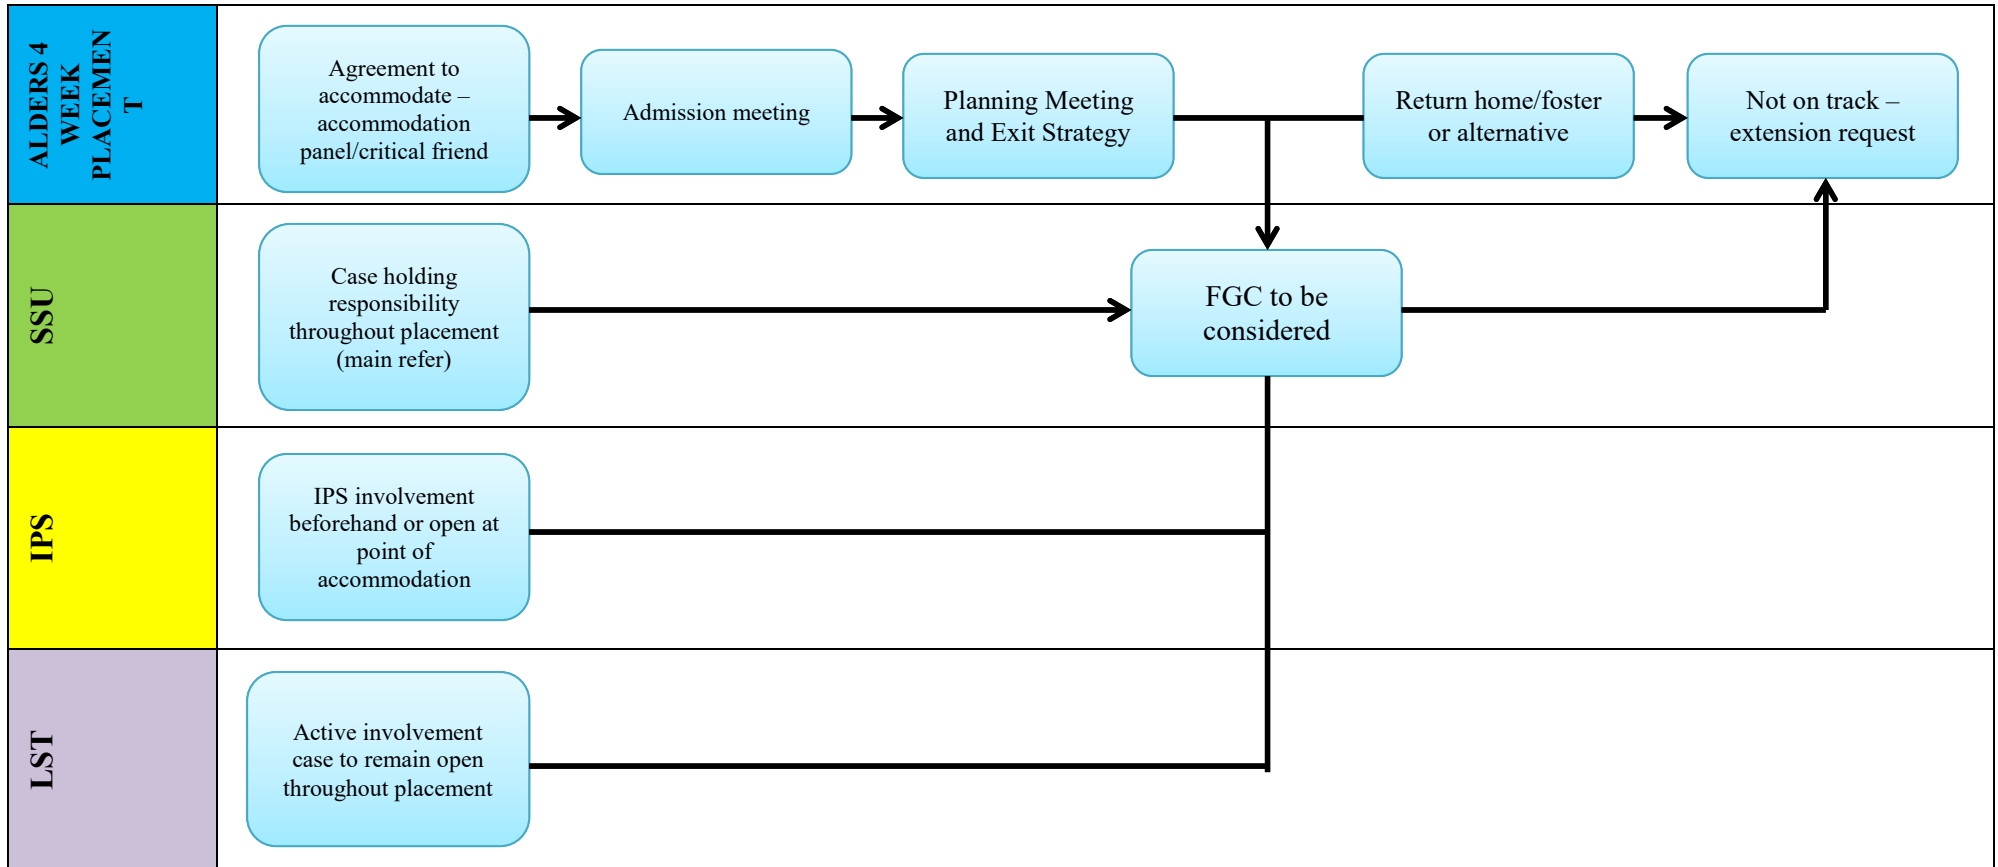 ALDERS 4
WEEK
PLACEMEN
T
Agreement to
accommodate –
accommodation
panel/critical friend
Admission meeting
Planning Meeting
and Exit Strategy
Return home/foster
or alternative
Not on track –
extension request
SSU
Case holding
responsibility
throughout placement
(main refer)
FGC to be
considered
IPS
IPS involvement
beforehand or open at
point of
accommodation
LST
Active involvement
case to remain open
throughout placement